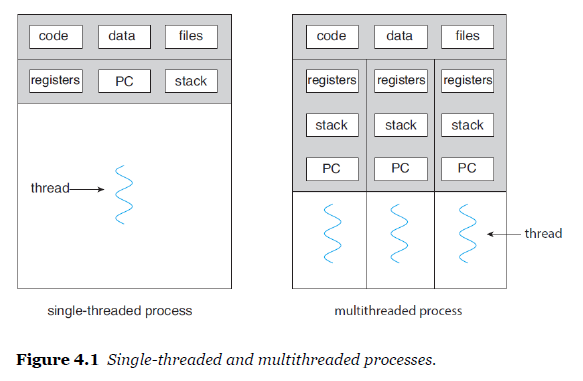 code data files
registers PC stack
thread
single-threaded process
code data files
registers registers registers
stack stack stack
PC PC PC
thread
multithreaded process
Figure 4.1 Single-threaded and multithreaded processes.